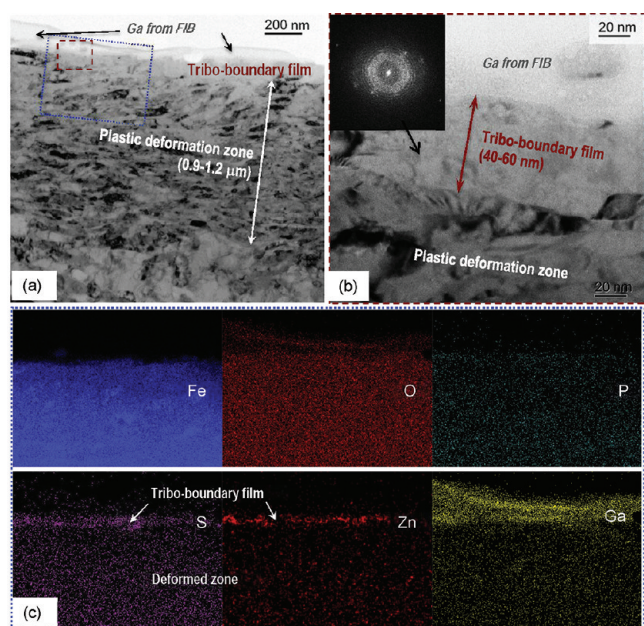 Ga from FIB
200 nm
Tribo-boundary film
Plastic deformation zone
(0.9-1.2 μm)
(a)
20 nm
Ga from FIB
Tribo-boundary film
(40-60 nm)
Plastic deformation zone
(b)
20 nm
Fe
O
P
Tribo-boundary film
S
Zn
Ga
Deformed zone
(c)